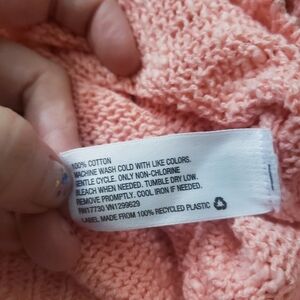 100% COTTON
MACHINE WASH COLD WITH LIKE COLORS.
GENTLE CYCLE. ONLY NON-CHLORINE
BLEACH WHEN NEEDED. TUMBLE DRY LOW.
REMOVE PROMPTLY. COOL IRON IF NEEDED.
RN17730 VN1299629
LABEL MADE FROM 100% RECYCLED PLASTIC